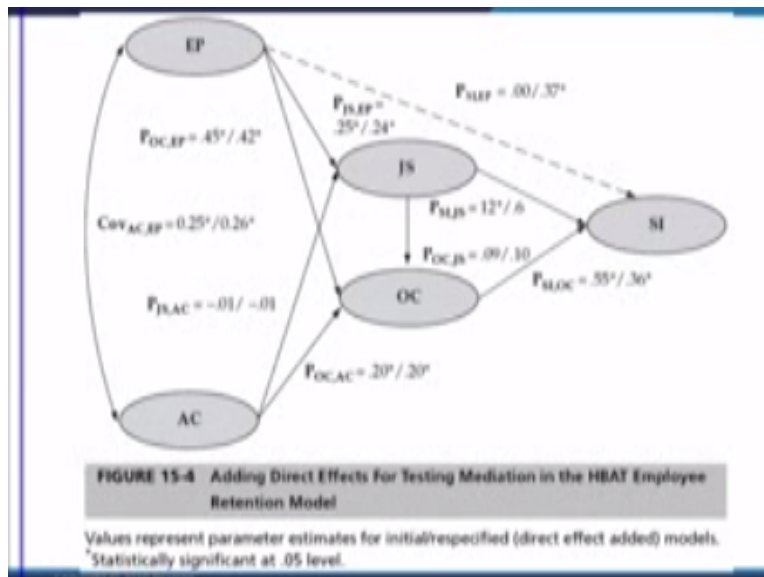 EP
P_SI,EP = .00/.37*
P_JS,EP =
.25*/.24*
P_OC,EP = .45*/.42*
JS
P_SI,JS = 12*/.6
SI
Cov_AC,EP = 0.25*/0.26*
P_OC,JS = .09/.10
P_SI,OC = .55*/.36*
OC
P_JS,AC = -.01/ -.01
P_OC,AC = .20*/.20*
AC
FIGURE 15-4 Adding Direct Effects for Testing Mediation in the HBAT Employee
Retention Model
Values represent parameter estimates for initial/respecified (direct effect added) models.
*Statistically significant at .05 level.